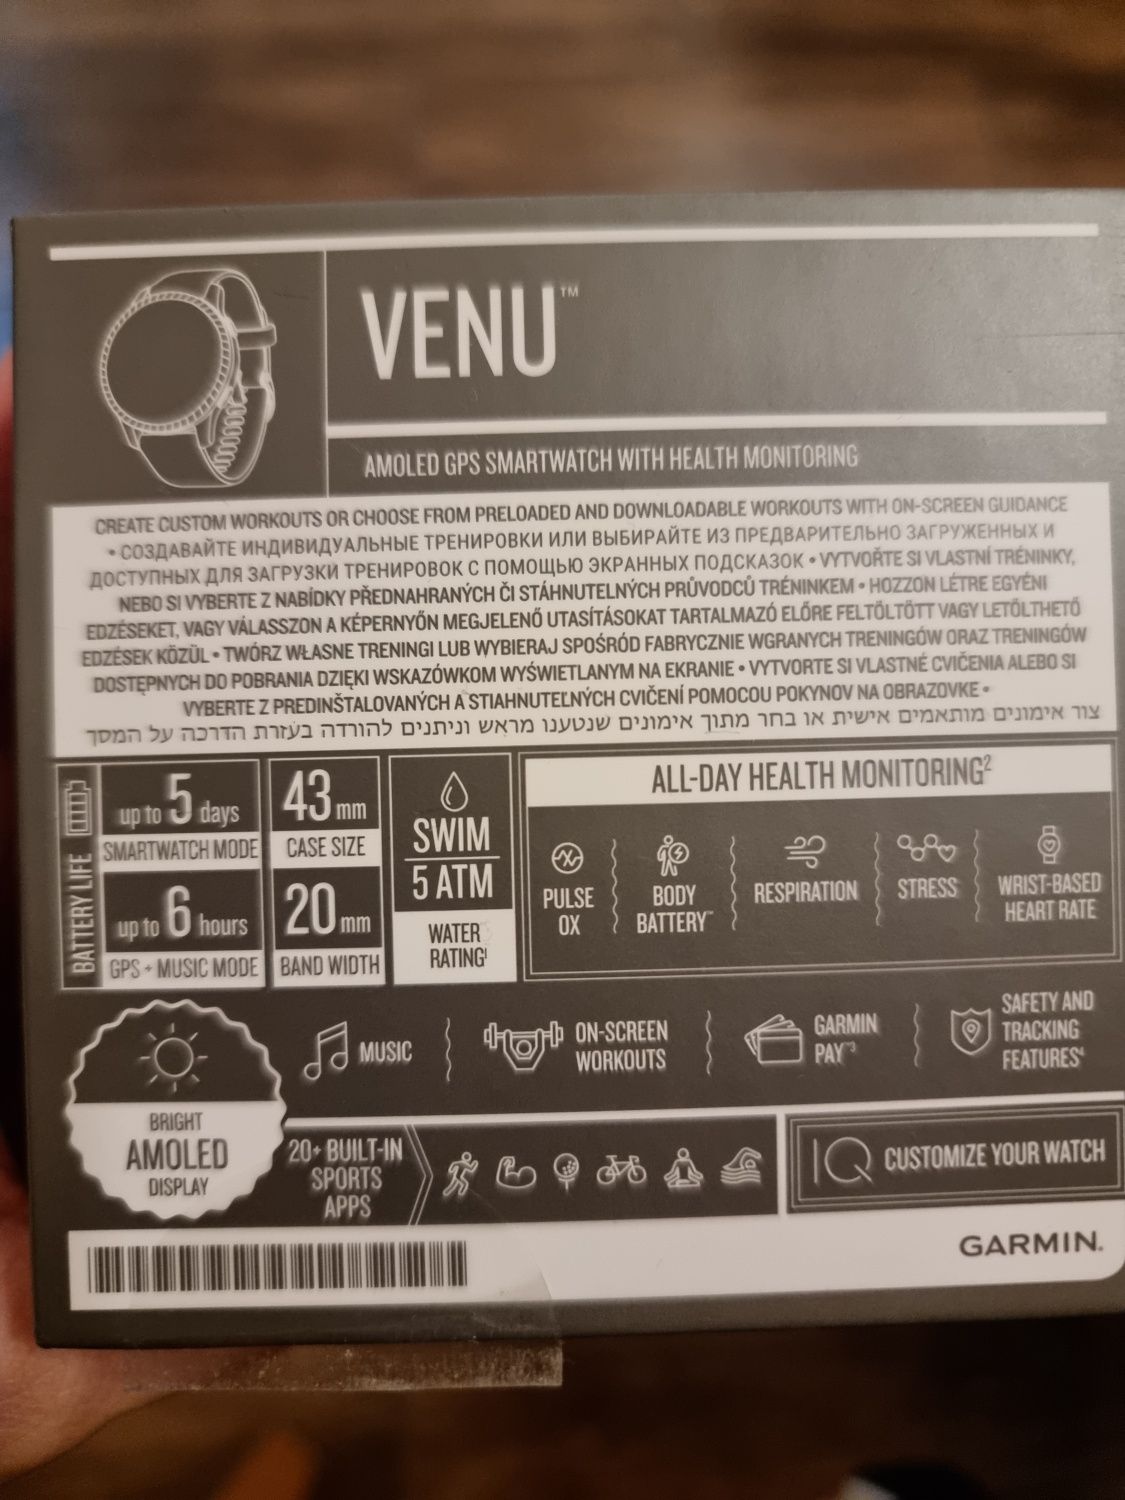 VENU™
AMOLED GPS SMARTWATCH WITH HEALTH MONITORING
CREATE CUSTOM WORKOUTS OR CHOOSE FROM PRELOADED AND DOWNLOADABLE WORKOUTS WITH ON-SCREEN GUIDANCE
• СОЗДАВАЙТЕ ИНДИВИДУАЛЬНЫЕ ТРЕНИРОВКИ ИЛИ ВЫБИРАЙТЕ ИЗ ПРЕДВАРИТЕЛЬНО ЗАГРУЖЕННЫХ И
ДОСТУПНЫХ ДЛЯ ЗАГРУЗКИ ТРЕНИРОВОК С ПОМОЩЬЮ ЭКРАННЫХ ПОДСКАЗОК • VYTVOŘTE SI VLASTNÍ TRÉNINKY,
NEBO SI VYBERTE Z NABÍDKY PŘEDNAHRANÝCH ČI STÁHNUTELNÝCH PRŮVODCŮ TRÉNINKEM • HOZZON LÉTRE EGYÉNI
EDZÉSEKET, VAGY VÁLASSZON A KÉPERNYŐN MEGJELENŐ UTASÍTÁSOKAT TARTALMAZÓ ELŐRE FELTÖLTÖTT VAGY LETÖLTHETŐ
EDZÉSEK KÖZÜL • TWÓRZ WŁASNE TRENINGI LUB WYBIERAJ SPOŚRÓD FABRYCZNIE WGRANYCH TRENINGÓW ORAZ TRENINGÓW
DOSTĘPNYCH DO POBRANIA DZIĘKI WSKAZÓWKOM WYŚWIETLANYM NA EKRANIE • VYTVORTE SI VLASTNÉ CVIČENIA ALEBO SI
VYBERTE Z PREDINŠTALOVANÝCH A STIAHNUTEĽNÝCH CVIČENÍ POMOCOU POKYNOV NA OBRAZOVKE •
צור אימונים מותאמים אישית או בחר מתוך אימונים שנטענו מראש וניתנים להורדה בעזרת הדרכה על המסך
BATTERY LIFE
up to 5 days
SMARTWATCH MODE
up to 6 hours
GPS + MUSIC MODE
43 mm
CASE SIZE
20 mm
BAND WIDTH
SWIM
5 ATM
WATER
RATING¹
ALL-DAY HEALTH MONITORING²
PULSE
OX
BODY
BATTERY™
RESPIRATION
STRESS
WRIST-BASED
HEART RATE
BRIGHT
AMOLED
DISPLAY
MUSIC
ON-SCREEN
WORKOUTS
GARMIN
PAY™³
SAFETY AND
TRACKING
FEATURES⁴
20+ BUILT-IN
SPORTS
APPS
IQ CUSTOMIZE YOUR WATCH
GARMIN.